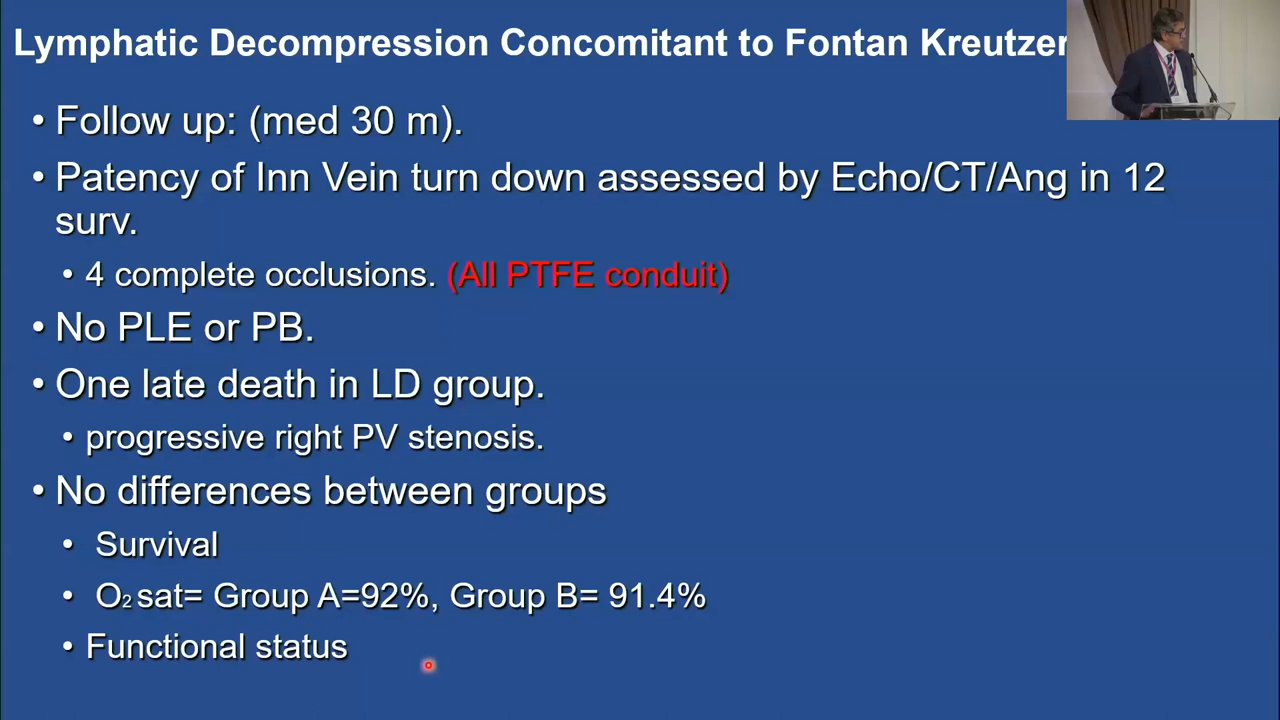 Lymphatic Decompression Concomitant to Fontan Kreutzer
• Follow up: (med 30 m).
• Patency of Inn Vein turn down assessed by Echo/CT/Ang in 12
surv.
• 4 complete occlusions. (All PTFE conduit)
• No PLE or PB.
• One late death in LD group.
• progressive right PV stenosis.
• No differences between groups
• Survival
• O₂ sat= Group A=92%, Group B= 91.4%
• Functional status